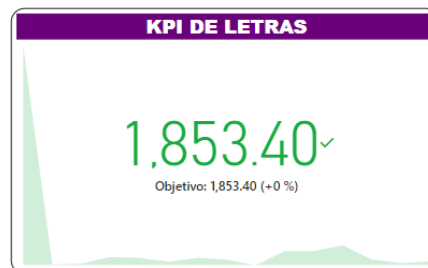 KPI DE LETRAS
1,853.40✓
Objetivo: 1,853.40 (+0 %)